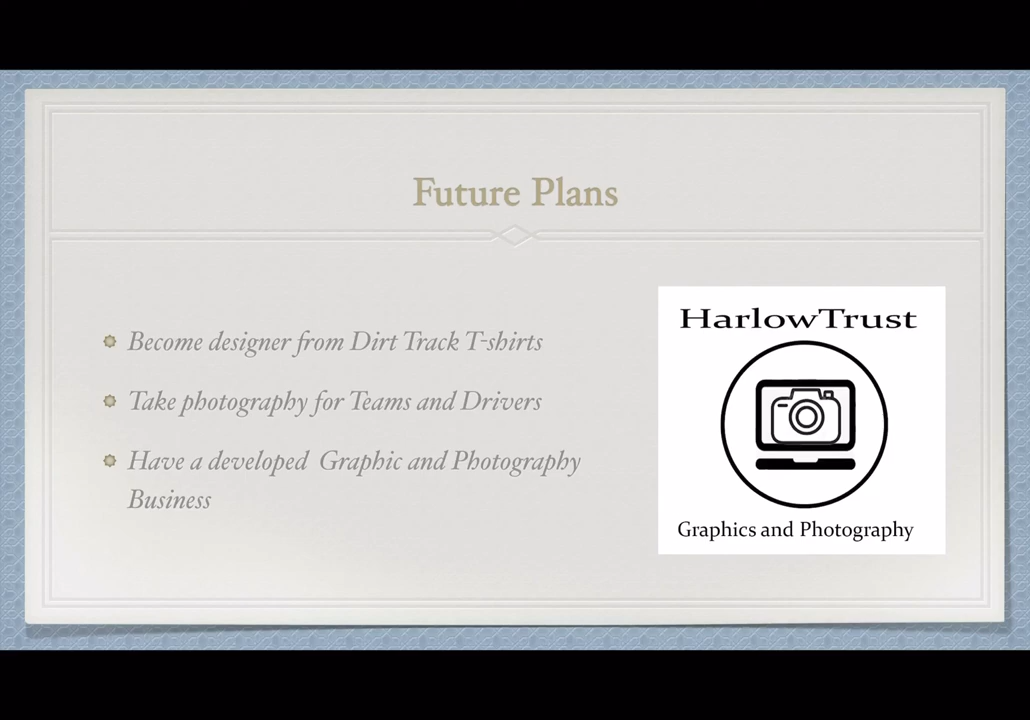 Future Plans
Become designer from Dirt Track T-shirts
Take photography for Teams and Drivers
Have a developed Graphic and Photography
Business
HarlowTrust
Graphics and Photography